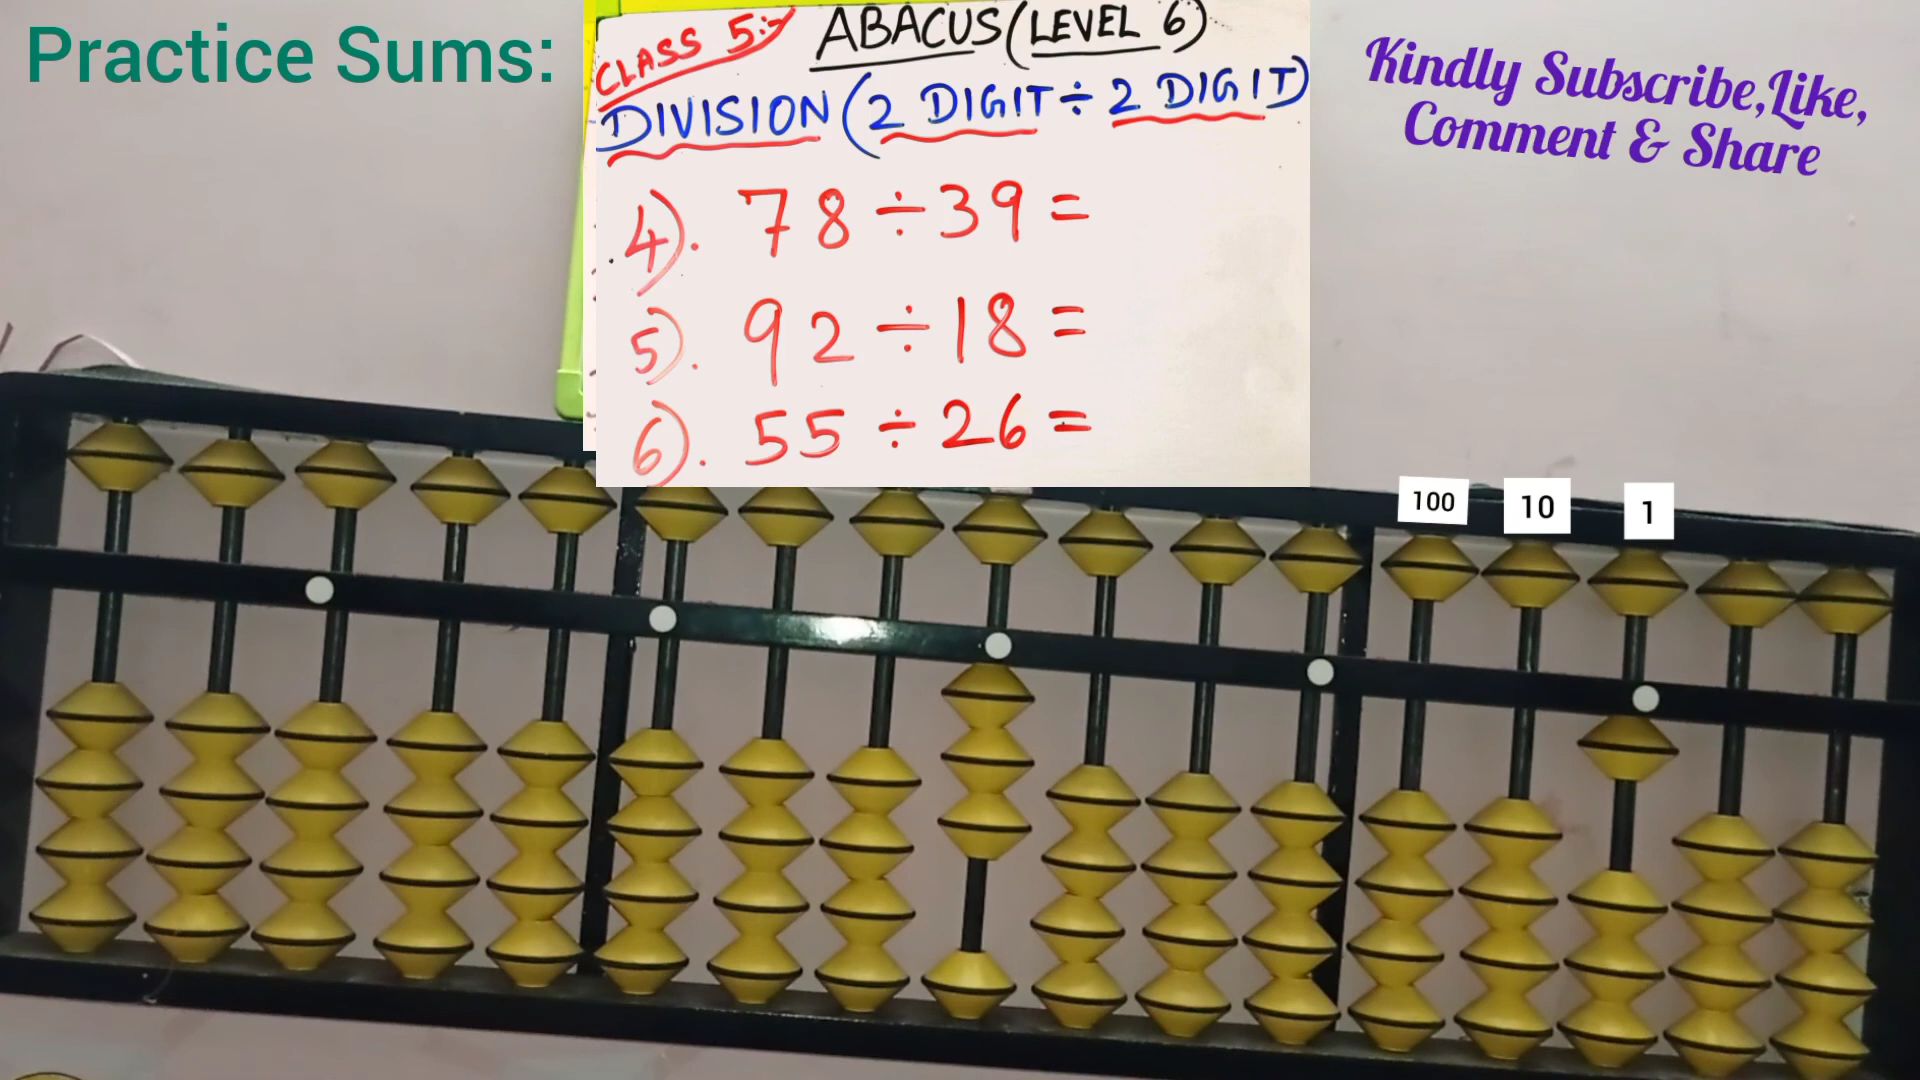 Practice Sums:
CLASS 5:-
ABACUS (LEVEL 6)
DIVISION (2 DIGIT ÷ 2 DIGIT)
4). 78 ÷ 39 =
5). 92 ÷ 18 =
6). 55 ÷ 26 =
Kindly Subscribe,Like,
Comment & Share
100 10 1